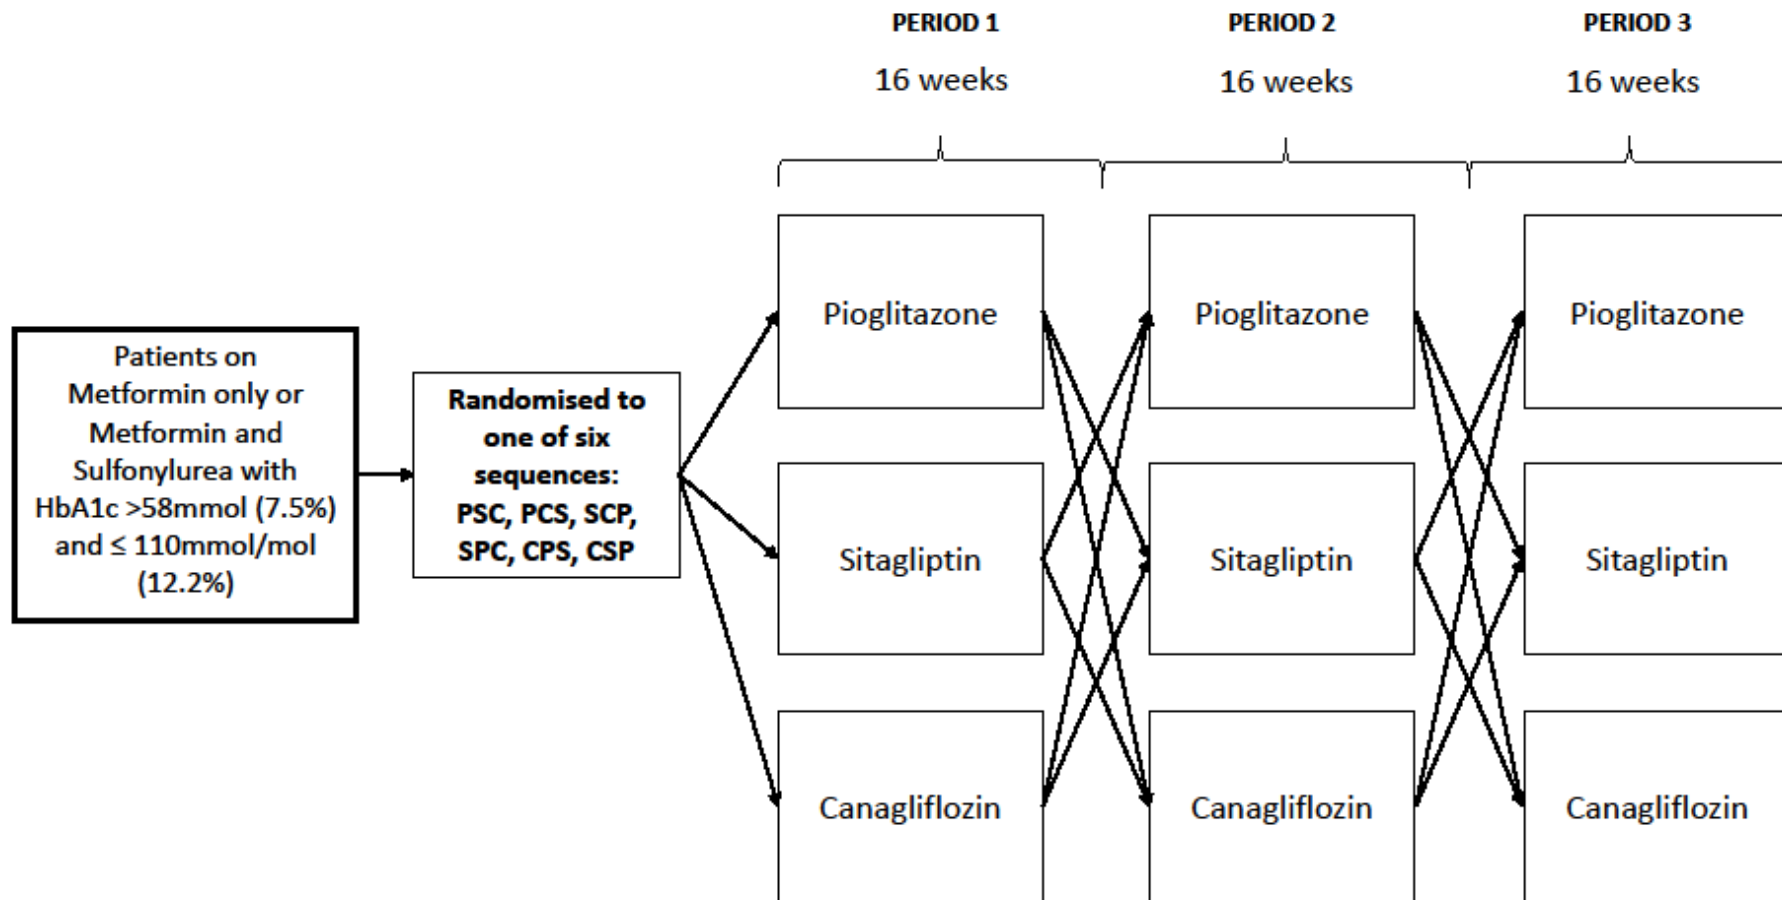 PERIOD 1
PERIOD 2
PERIOD 3
16 weeks
16 weeks
16 weeks
Patients on
Metformin only or
Metformin and
Sulfonylurea with
HbA1c >58mmol (7.5%)
and ≤ 110mmol/mol
(12.2%)
Randomised to
one of six
sequences:
PSC, PCS, SCP,
SPC, CPS, CSP
Pioglitazone
Pioglitazone
Pioglitazone
Sitagliptin
Sitagliptin
Sitagliptin
Canagliflozin
Canagliflozin
Canagliflozin